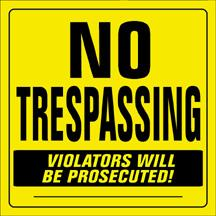 NO
TRESPASSING
VIOLATORS WILL
BE PROSECUTED!